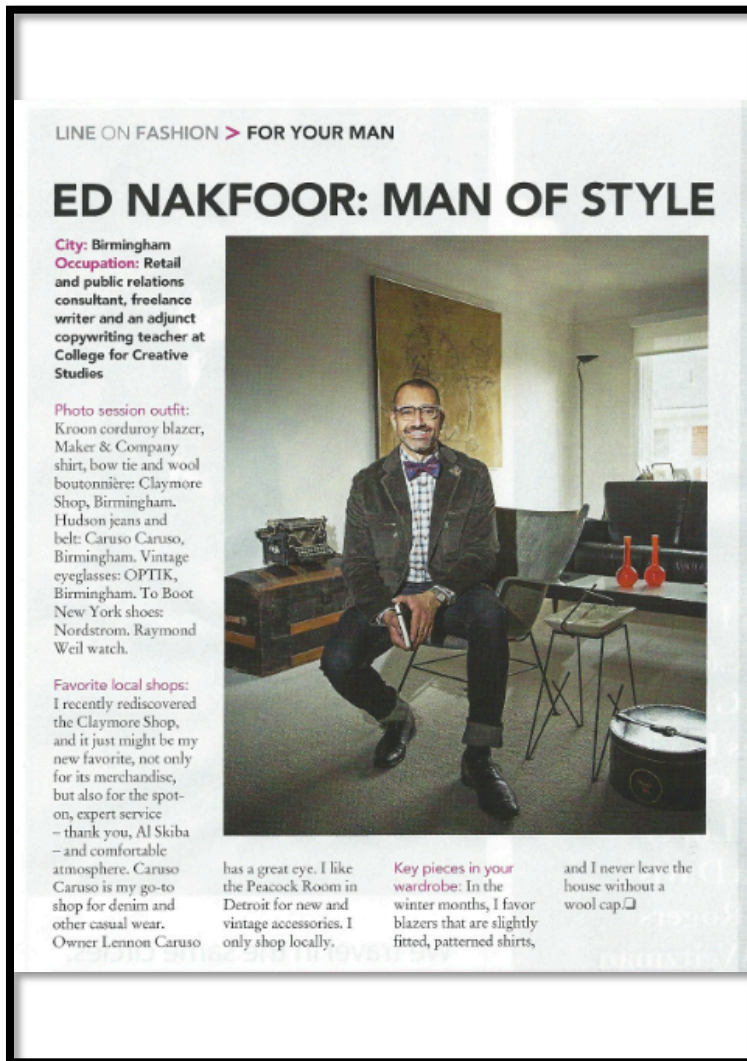 LINE ON FASHION > FOR YOUR MAN
ED NAKFOOR: MAN OF STYLE
City: Birmingham
Occupation: Retail
and public relations
consultant, freelance
writer and an adjunct
copywriting teacher at
College for Creative
Studies
Photo session outfit:
Kroon corduroy blazer,
Maker & Company
shirt, bow tie and wool
boutonnière: Claymore
Shop, Birmingham.
Hudson jeans and
belt: Caruso Caruso,
Birmingham. Vintage
eyeglasses: OPTIK,
Birmingham. To Boot
New York shoes:
Nordstrom. Raymond
Weil watch.
Favorite local shops:
I recently rediscovered
the Claymore Shop,
and it just might be my
new favorite, not only
for its merchandise,
but also for the spot-
on, expert service
– thank you, Al Skiba
– and comfortable
atmosphere. Caruso
Caruso is my go-to
shop for denim and
other casual wear.
Owner Lennon Caruso
has a great eye. I like
the Peacock Room in
Detroit for new and
vintage accessories. I
only shop locally.
Key pieces in your
wardrobe: In the
winter months, I favor
blazers that are slightly
fitted, patterned shirts,
and I never leave the
house without a
wool cap.❑